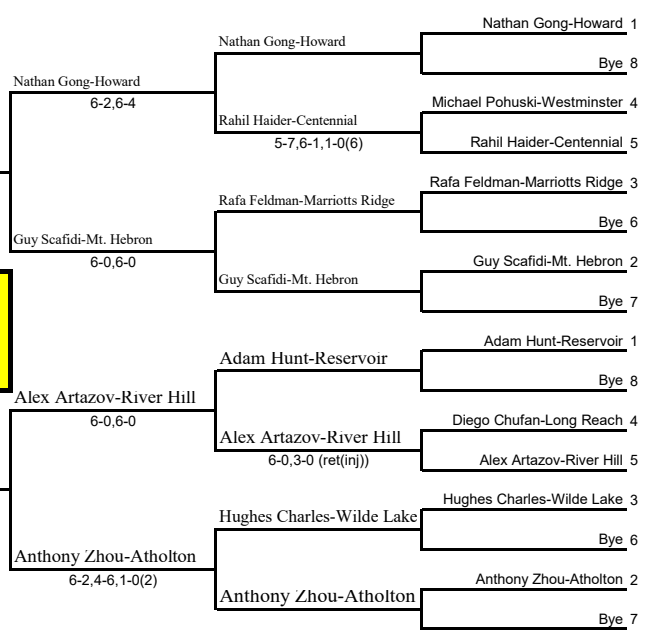 Nathan Gong-Howard 1
Nathan Gong-Howard
Bye 8
Nathan Gong-Howard
6-2,6-4
Michael Pohuski-Westminster 4
Rahil Haider-Centennial
5-7,6-1,1-0(6)
Rahil Haider-Centennial 5
Rafa Feldman-Marriotts Ridge 3
Rafa Feldman-Marriotts Ridge
Bye 6
Guy Scafidi-Mt. Hebron
6-0,6-0
Guy Scafidi-Mt. Hebron 2
Guy Scafidi-Mt. Hebron
Bye 7
Adam Hunt-Reservoir 1
Adam Hunt-Reservoir
Bye 8
Alex Artazov-River Hill
6-0,6-0
Diego Chufan-Long Reach 4
Alex Artazov-River Hill
6-0,3-0 (ret(inj))
Alex Artazov-River Hill 5
Hughes Charles-Wilde Lake 3
Hughes Charles-Wilde Lake
Bye 6
Anthony Zhou-Atholton
6-2,4-6,1-0(2)
Anthony Zhou-Atholton 2
Anthony Zhou-Atholton
Bye 7